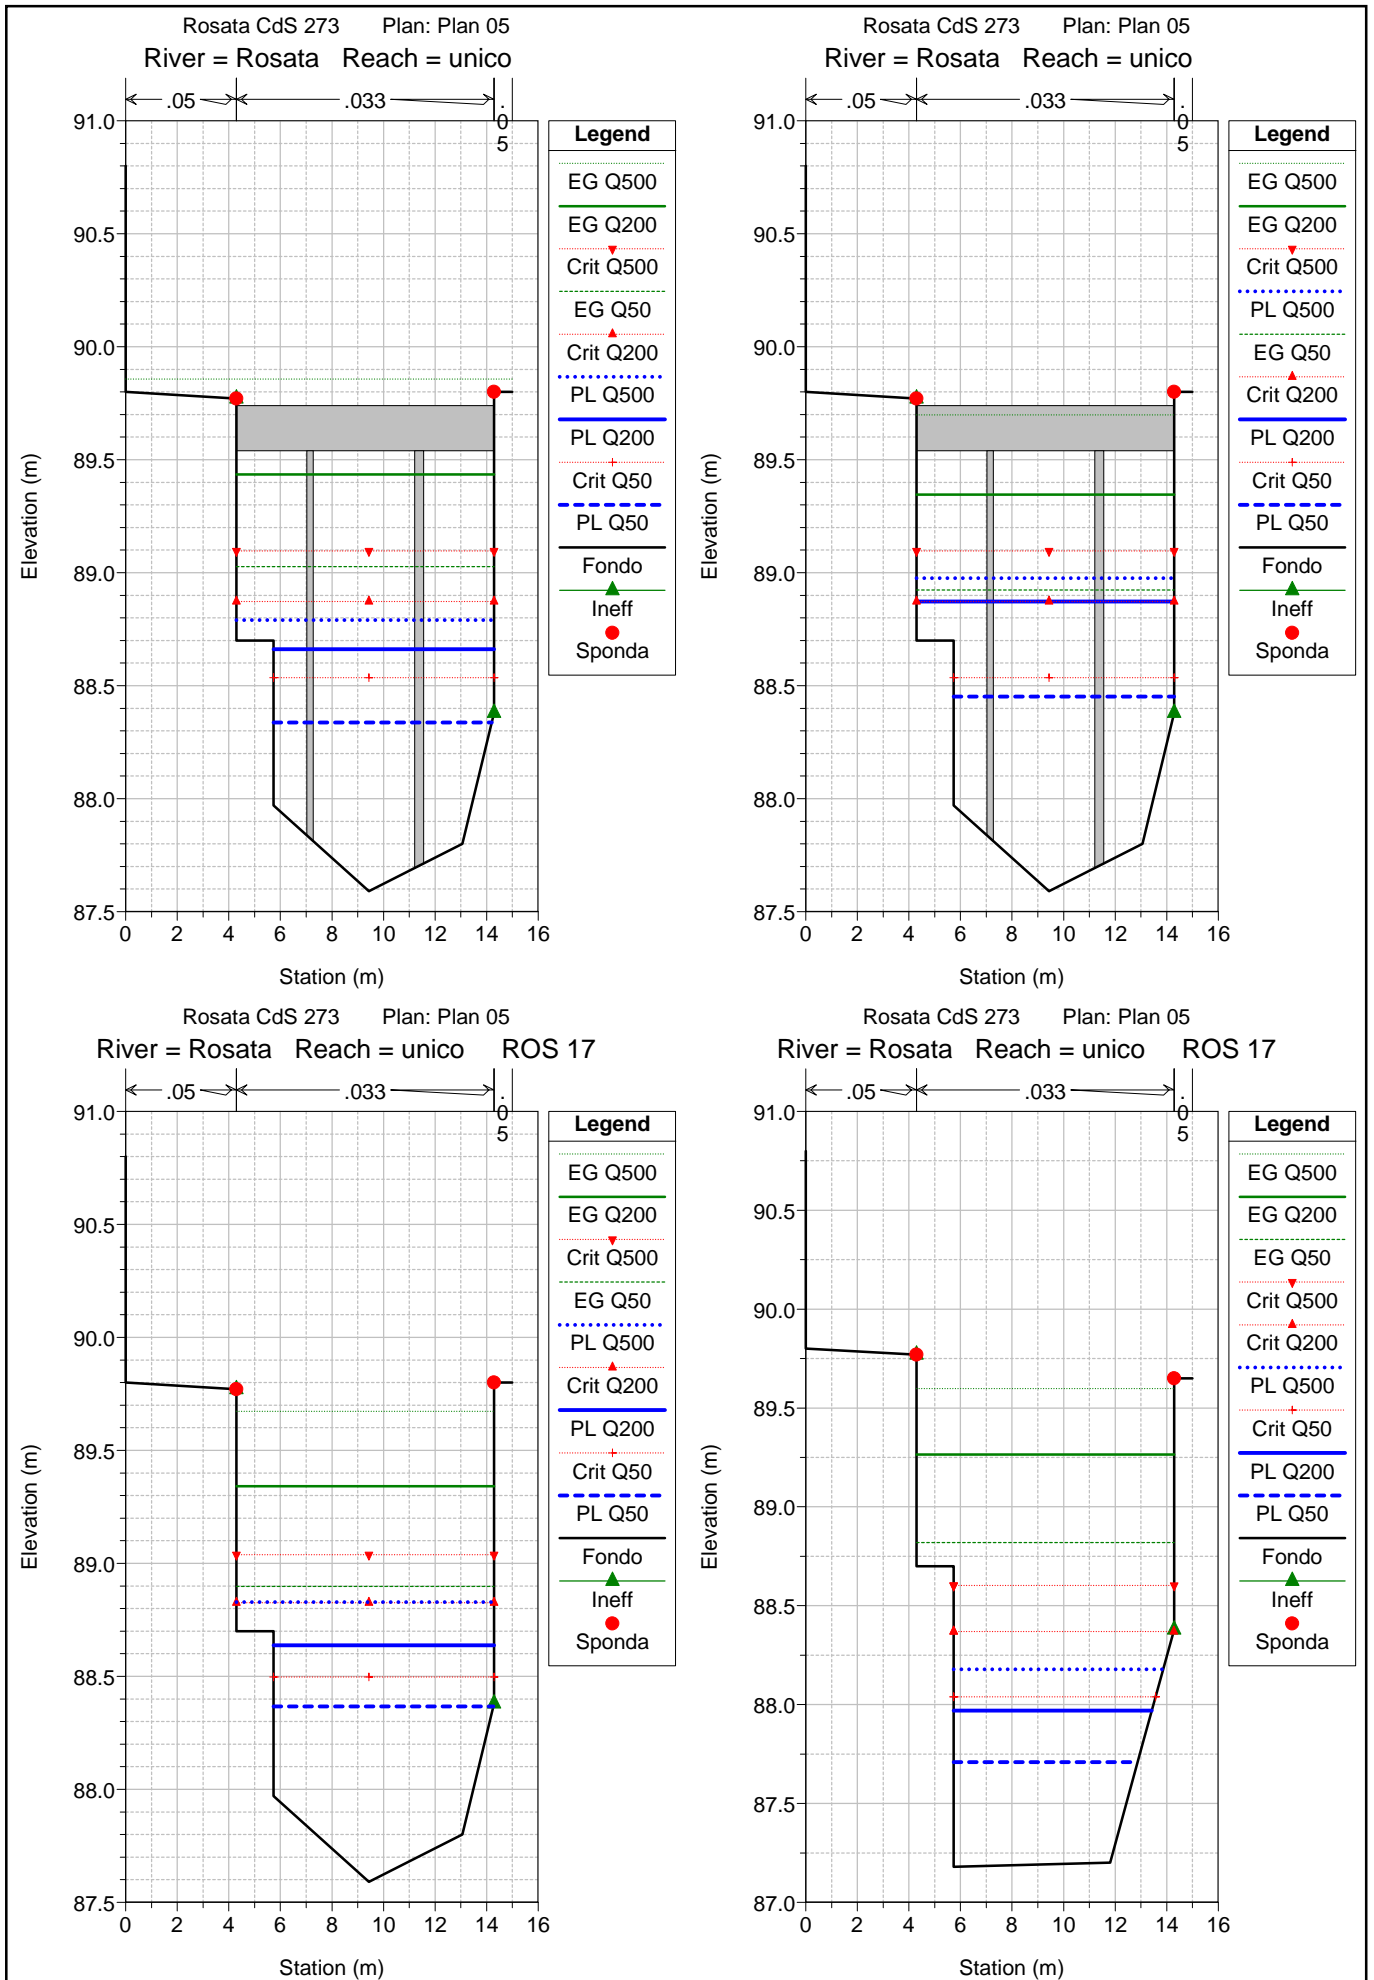 Rosata CdS 273 Plan: Plan 05
River = Rosata Reach = unico
.05
.033
.05
91.0
90.5
90.0
89.5
89.0
88.5
88.0
87.5
Elevation (m)
0 2 4 6 8 10 12 14 16
Station (m)
Legend
EG Q500
EG Q200
Crit Q500
EG Q50
Crit Q200
PL Q500
PL Q200
Crit Q50
PL Q50
Fondo
Ineff
Sponda
Rosata CdS 273 Plan: Plan 05
River = Rosata Reach = unico
.05
.033
.05
91.0
90.5
90.0
89.5
89.0
88.5
88.0
87.5
Elevation (m)
0 2 4 6 8 10 12 14 16
Station (m)
Legend
EG Q500
EG Q200
Crit Q500
PL Q500
EG Q50
Crit Q200
PL Q200
Crit Q50
PL Q50
Fondo
Ineff
Sponda
Rosata CdS 273 Plan: Plan 05
River = Rosata Reach = unico ROS 17
.05
.033
.05
91.0
90.5
90.0
89.5
89.0
88.5
88.0
87.5
Elevation (m)
0 2 4 6 8 10 12 14 16
Station (m)
Legend
EG Q500
EG Q200
Crit Q500
EG Q50
PL Q500
Crit Q200
PL Q200
Crit Q50
PL Q50
Fondo
Ineff
Sponda
Rosata CdS 273 Plan: Plan 05
River = Rosata Reach = unico ROS 17
.05
.033
.05
91.0
90.5
90.0
89.5
89.0
88.5
88.0
87.5
87.0
Elevation (m)
0 2 4 6 8 10 12 14 16
Station (m)
Legend
EG Q500
EG Q200
EG Q50
Crit Q500
Crit Q200
PL Q500
Crit Q50
PL Q200
PL Q50
Fondo
Ineff
Sponda